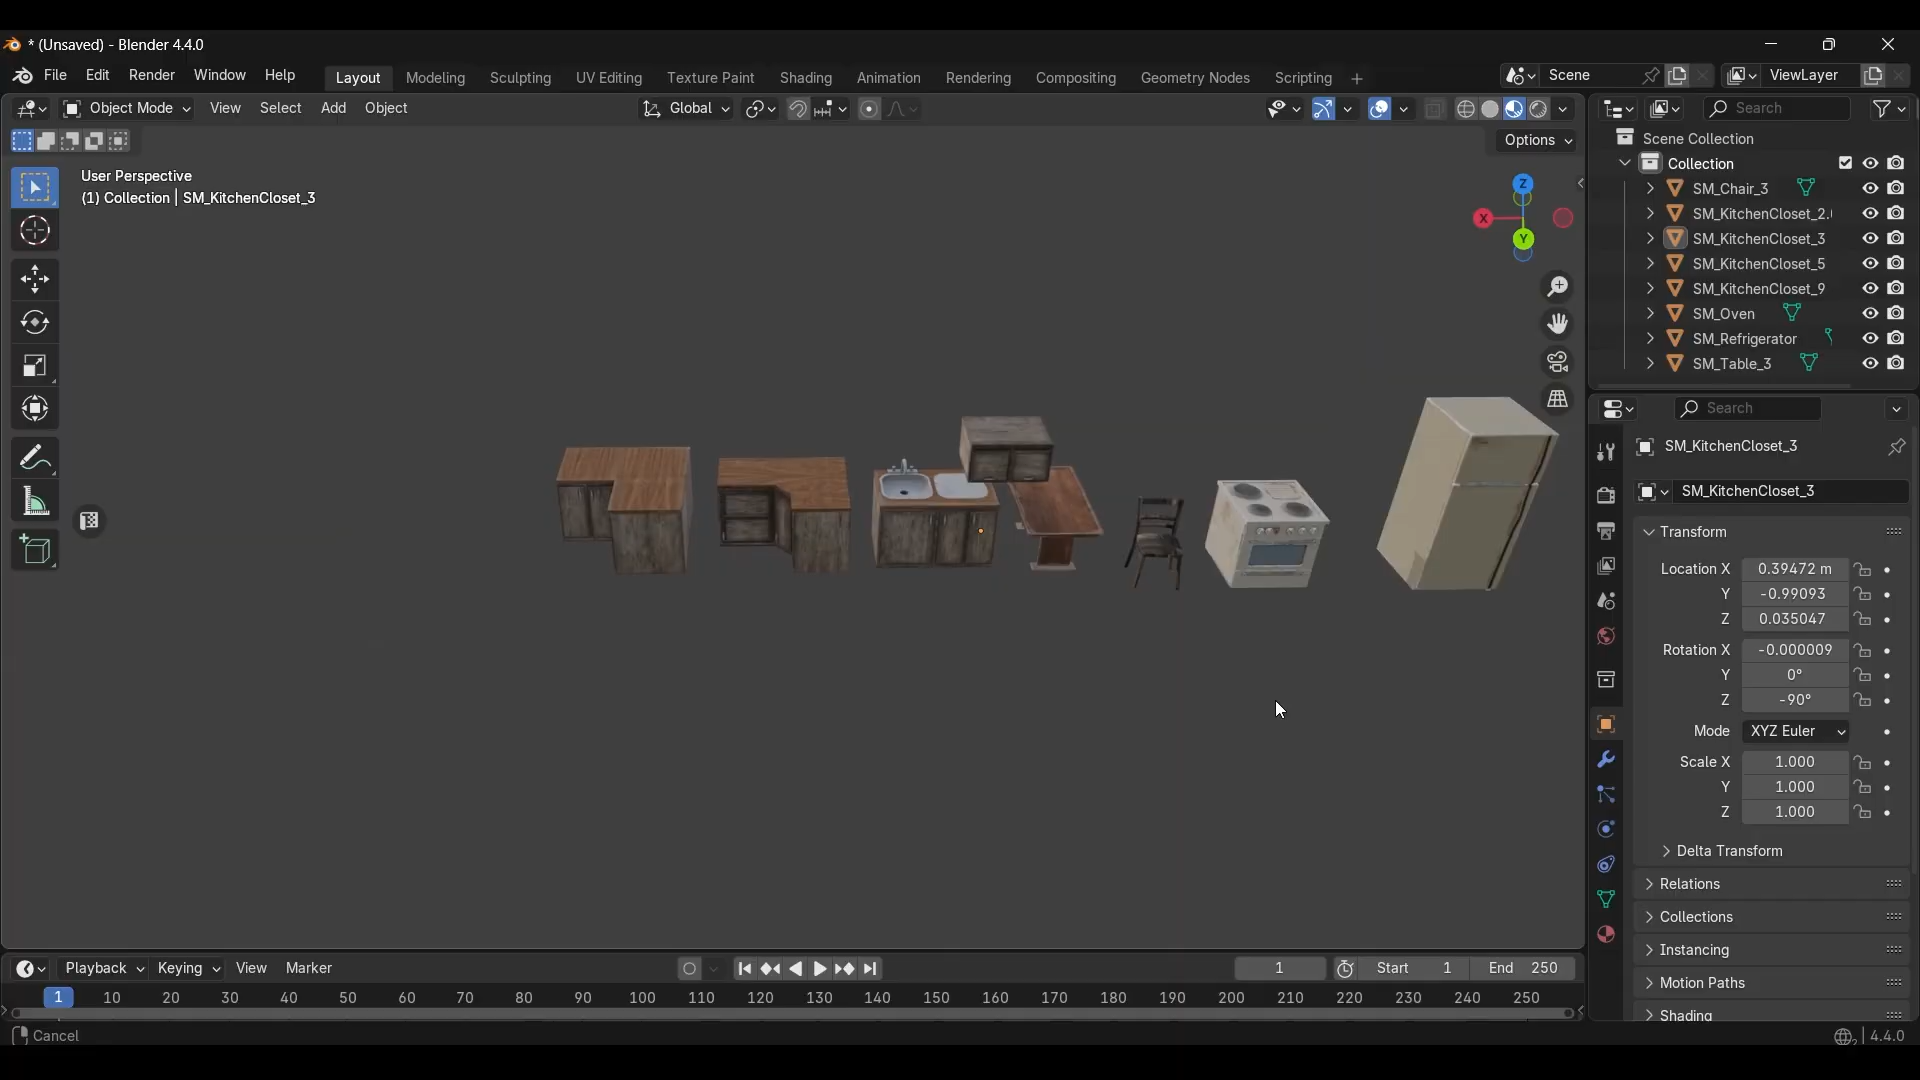 * (Unsaved) - Blender 4.4.0
File Edit Render Window Help
Layout Modeling Sculpting UV Editing Texture Paint Shading Animation Rendering Compositing Geometry Nodes Scripting +
Scene
ViewLayer
Object Mode View Select Add Object
Global
Search
Options
User Perspective
(1) Collection | SM_KitchenCloset_3
Z
X
Y
Scene Collection
Collection
SM_Chair_3
SM_KitchenCloset_2.
SM_KitchenCloset_3
SM_KitchenCloset_5
SM_KitchenCloset_9
SM_Oven
SM_Refrigerator
SM_Table_3
Search
SM_KitchenCloset_3
SM_KitchenCloset_3
Transform
Location X 0.39472 m
Y -0.99093
Z 0.035047
Rotation X -0.000009
Y 0°
Z -90°
Mode XYZ Euler
Scale X 1.000
Y 1.000
Z 1.000
Delta Transform
Relations
Collections
Instancing
Motion Paths
Shading
Playback Keying View Marker
1 Start 1 End 250
1 10 20 30 40 50 60 70 80 90 100 110 120 130 140 150 160 170 180 190 200 210 220 230 240 250
Cancel
4.4.0